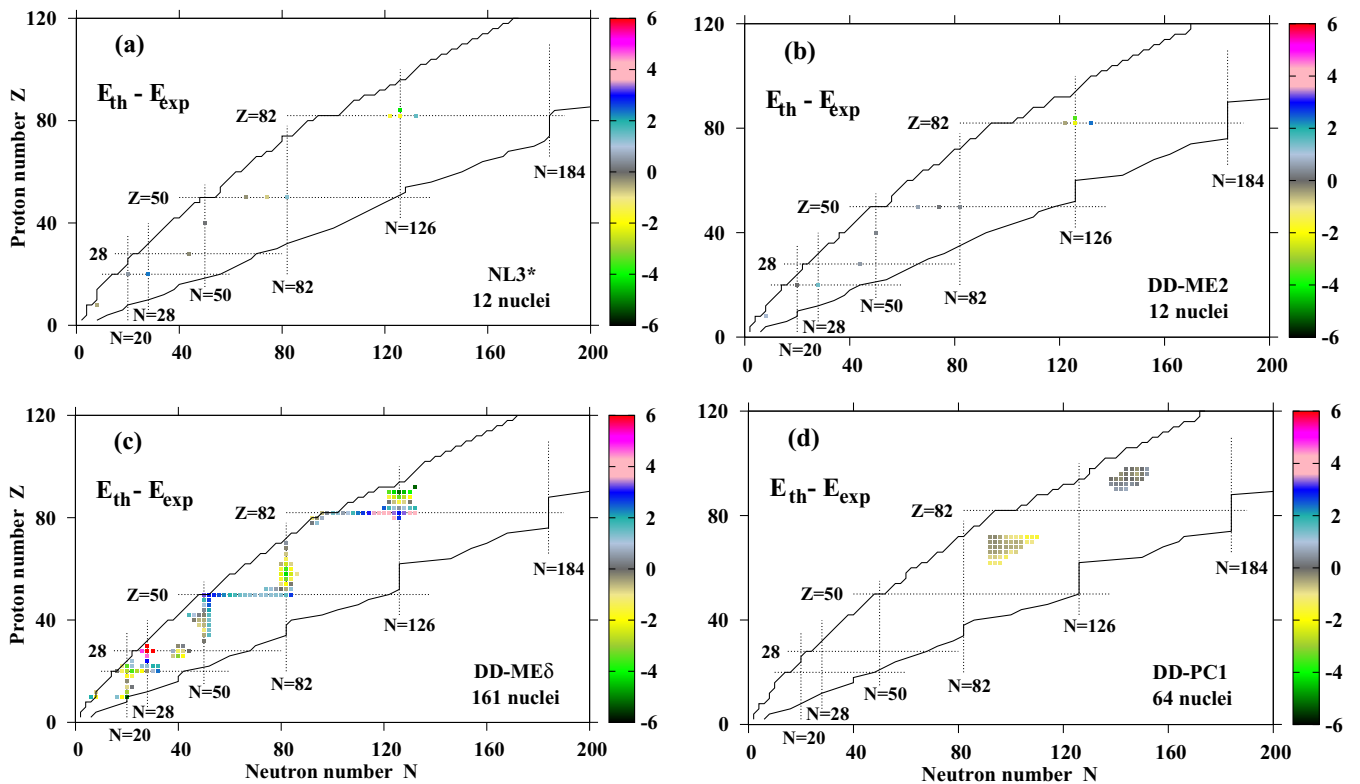 (a)
E_th - E_exp
Z=82
Z=50
28
N=20
N=28
N=50
N=82
N=126
N=184
NL3*
12 nuclei
Proton number Z
0
40
80
120
0 40 80 120 160 200
6
4
2
0
-2
-4
-6
(b)
E_th - E_exp
Z=82
Z=50
28
N=20
N=28
N=50
N=82
N=126
N=184
DD-ME2
12 nuclei
0
40
80
120
0 40 80 120 160 200
6
4
2
0
-2
-4
-6
(c)
E_th - E_exp
Z=82
Z=50
28
N=20
N=28
N=50
N=82
N=126
N=184
DD-MEδ
161 nuclei
Proton number Z
0
40
80
120
0 40 80 120 160 200
Neutron number N
6
4
2
0
-2
-4
-6
(d)
E_th - E_exp
Z=82
Z=50
28
N=20
N=28
N=50
N=82
N=126
N=184
DD-PC1
64 nuclei
0
40
80
120
0 40 80 120 160 200
Neutron number N
6
4
2
0
-2
-4
-6